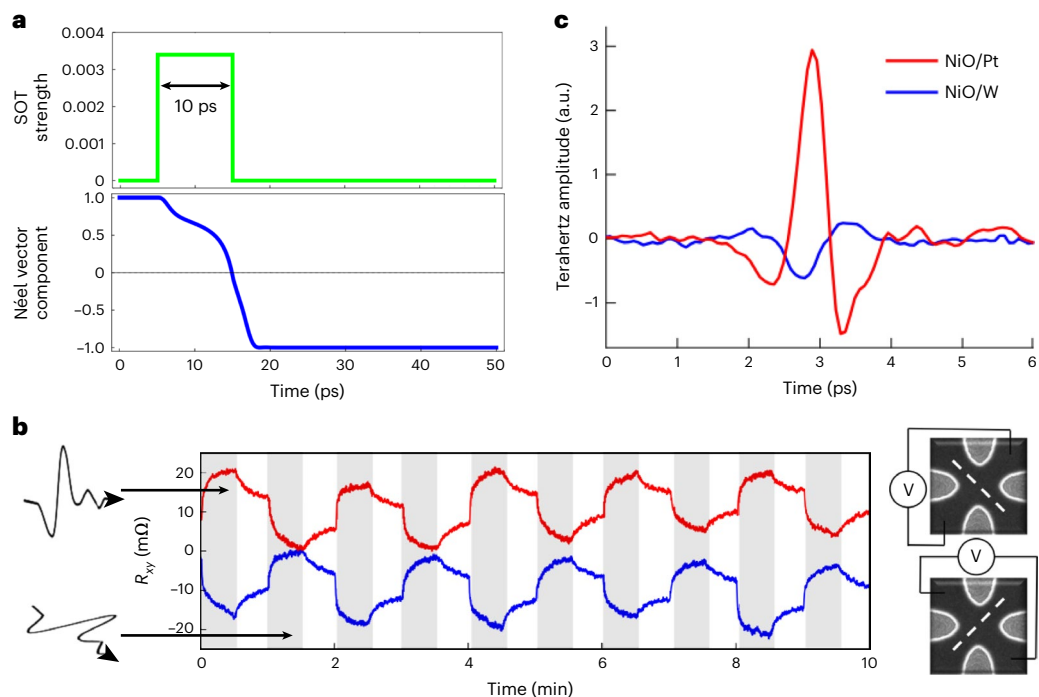 a
0.004
0.003
0.002
0.001
0
SOT
strength
10 ps
1.0
0.5
0
−0.5
−1.0
Néel vector
component
0 10 20 30 40 50
Time (ps)
c
3
2
1
0
−1
Terahertz amplitude (a.u.)
NiO/Pt
NiO/W
0 1 2 3 4 5 6
Time (ps)
b
20
10
0
−10
−20
Rxy (mΩ)
0 2 4 6 8 10
Time (min)
V
V